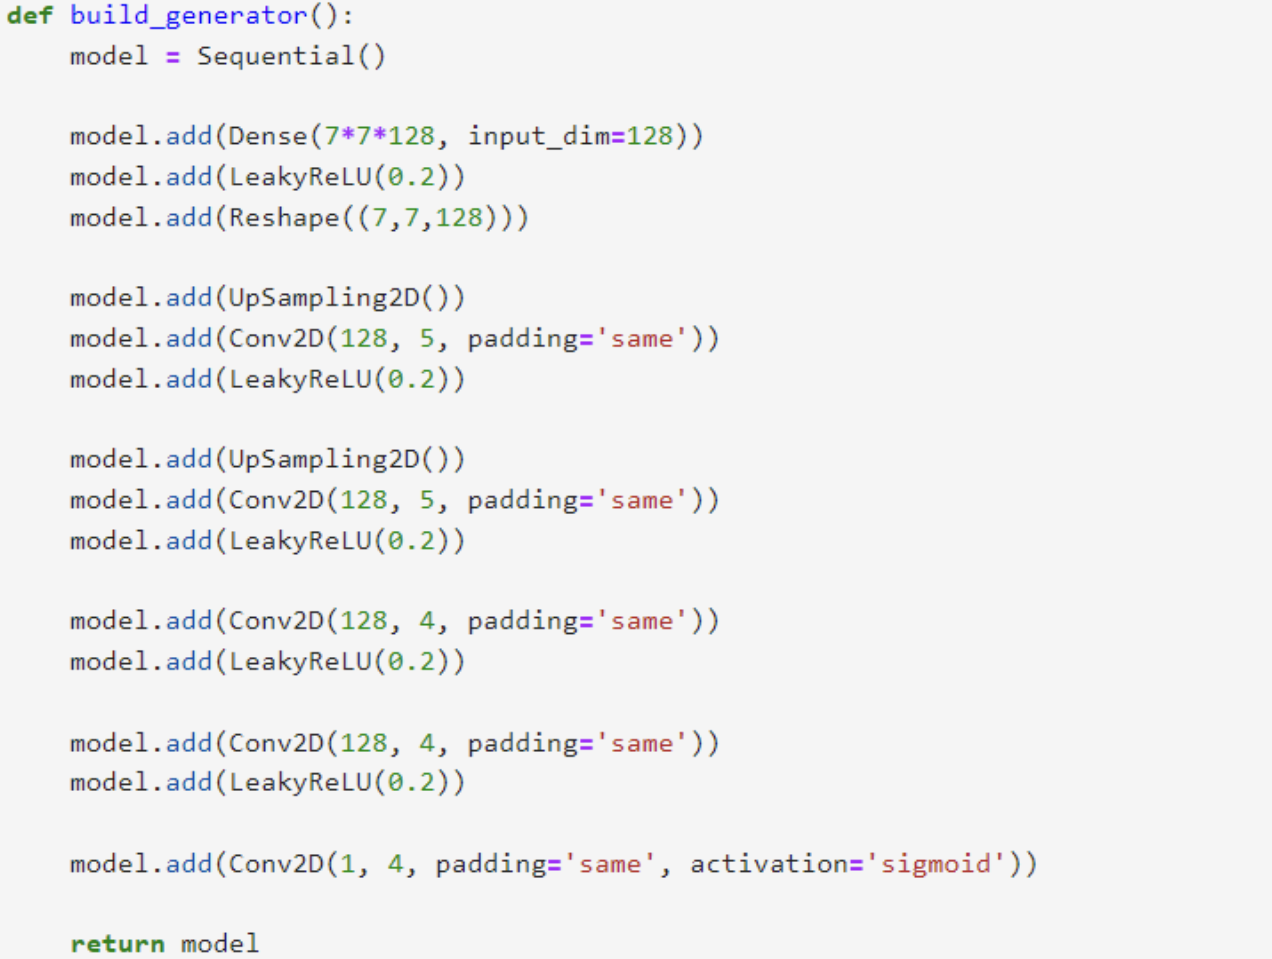 def build_generator():
    model = Sequential()

    model.add(Dense(7*7*128, input_dim=128))
    model.add(LeakyReLU(0.2))
    model.add(Reshape((7,7,128)))

    model.add(UpSampling2D())
    model.add(Conv2D(128, 5, padding='same'))
    model.add(LeakyReLU(0.2))

    model.add(UpSampling2D())
    model.add(Conv2D(128, 5, padding='same'))
    model.add(LeakyReLU(0.2))

    model.add(Conv2D(128, 4, padding='same'))
    model.add(LeakyReLU(0.2))

    model.add(Conv2D(128, 4, padding='same'))
    model.add(LeakyReLU(0.2))

    model.add(Conv2D(1, 4, padding='same', activation='sigmoid'))

    return model